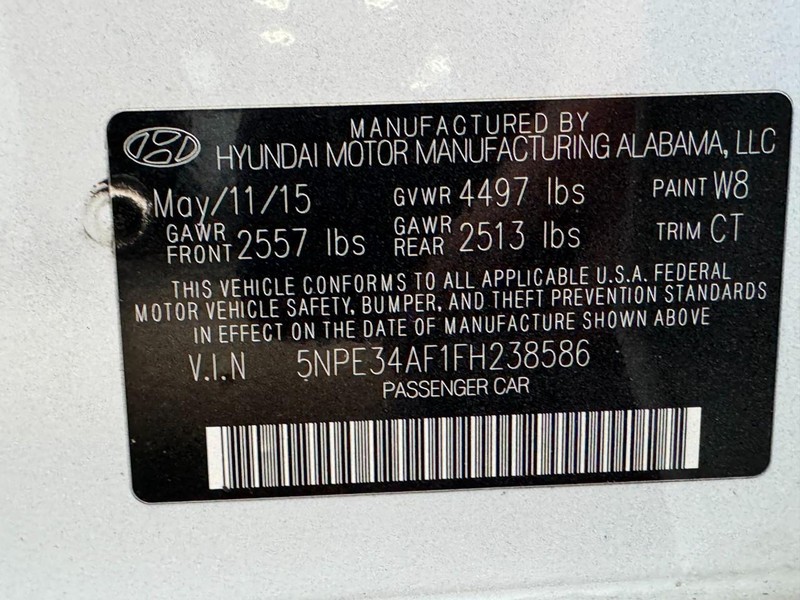 MANUFACTURED BY
HYUNDAI MOTOR MANUFACTURING ALABAMA, LLC
May/11/15 GVWR 4497 lbs PAINT W8
GAWR FRONT 2557 lbs GAWR REAR 2513 lbs TRIM CT
THIS VEHICLE CONFORMS TO ALL APPLICABLE U.S.A. FEDERAL
MOTOR VEHICLE SAFETY, BUMPER, AND THEFT PREVENTION STANDARDS
IN EFFECT ON THE DATE OF MANUFACTURE SHOWN ABOVE
V.I.N 5NPE34AF1FH238586
PASSENGER CAR